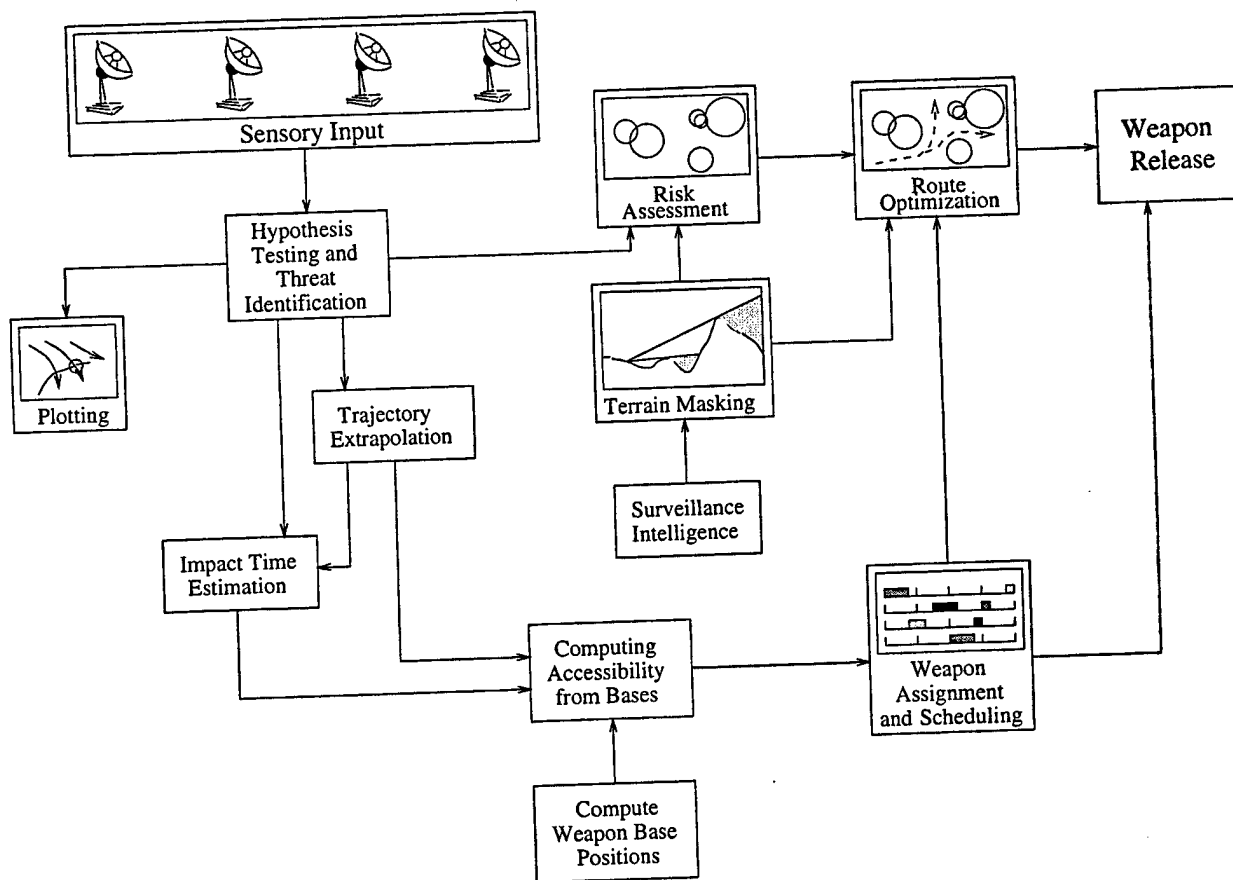 Sensory Input
Hypothesis
Testing and
Threat
Identification
Plotting
Trajectory
Extrapolation
Impact Time
Estimation
Risk
Assessment
Route
Optimization
Weapon
Release
Terrain Masking
Surveillance
Intelligence
Computing
Accessibility
from Bases
Weapon
Assignment
and Scheduling
Compute
Weapon Base
Positions